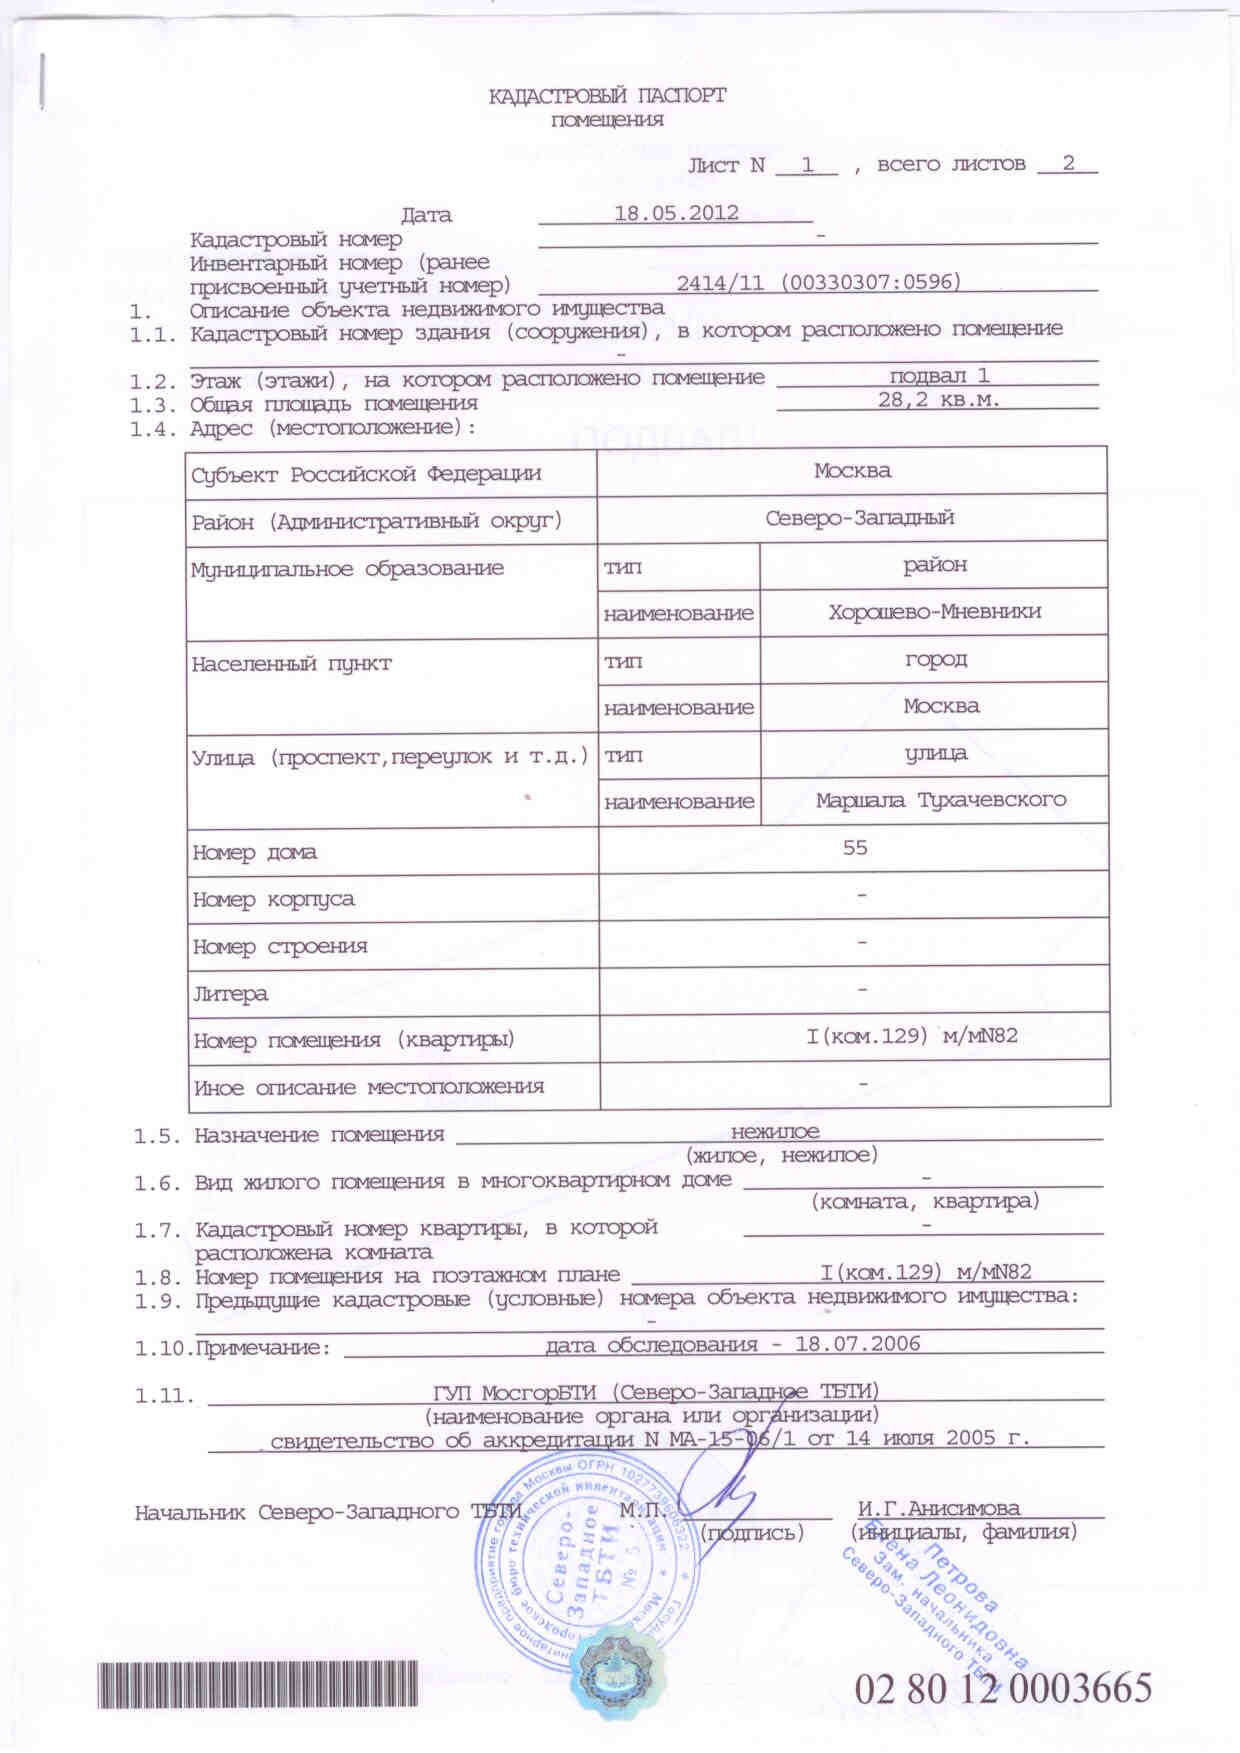 КАДАСТРОВЫЙ ПАСПОРТ
помещения
Лист N 1 , всего листов 2
Дата 18.05.2012
Кадастровый номер -
Инвентарный номер (ранее
присвоенный учетный номер) 2414/11 (00330307:0596)
1. Описание объекта недвижимого имущества
1.1. Кадастровый номер здания (сооружения), в котором расположено помещение
-
1.2. Этаж (этажи), на котором расположено помещение подвал 1
1.3. Общая площадь помещения 28,2 кв.м.
1.4. Адрес (местоположение):
Субъект Российской Федерации Москва
Район (Административный округ) Северо-Западный
Муниципальное образование тип район
наименование Хорошево-Мневники
Населенный пункт тип город
наименование Москва
Улица (проспект,переулок и т.д.) тип улица
наименование Маршала Тухачевского
Номер дома 55
Номер корпуса -
Номер строения -
Литера -
Номер помещения (квартиры) I(ком.129) м/мN82
Иное описание местоположения -
1.5. Назначение помещения нежилое
(жилое, нежилое)
1.6. Вид жилого помещения в многоквартирном доме -
(комната, квартира)
1.7. Кадастровый номер квартиры, в которой -
расположена комната
1.8. Номер помещения на поэтажном плане I(ком.129) м/мN82
1.9. Предыдущие кадастровые (условные) номера объекта недвижимого имущества:
-
1.10.Примечание: дата обследования - 18.07.2006
1.11. ГУП МосгорБТИ (Северо-Западное ТБТИ)
(наименование органа или организации)
свидетельство об аккредитации N МА-15-06/1 от 14 июля 2005 г.
Начальник Северо-Западного ТБТИ М.П. И.Г.Анисимова
(подпись) (инициалы, фамилия)
Северо-
Западное
ТБТИ
№ 5
Петрова
Елена Леонидовна
Зам. начальника
Северо-Западного ТБТИ
02 80 12 0003665